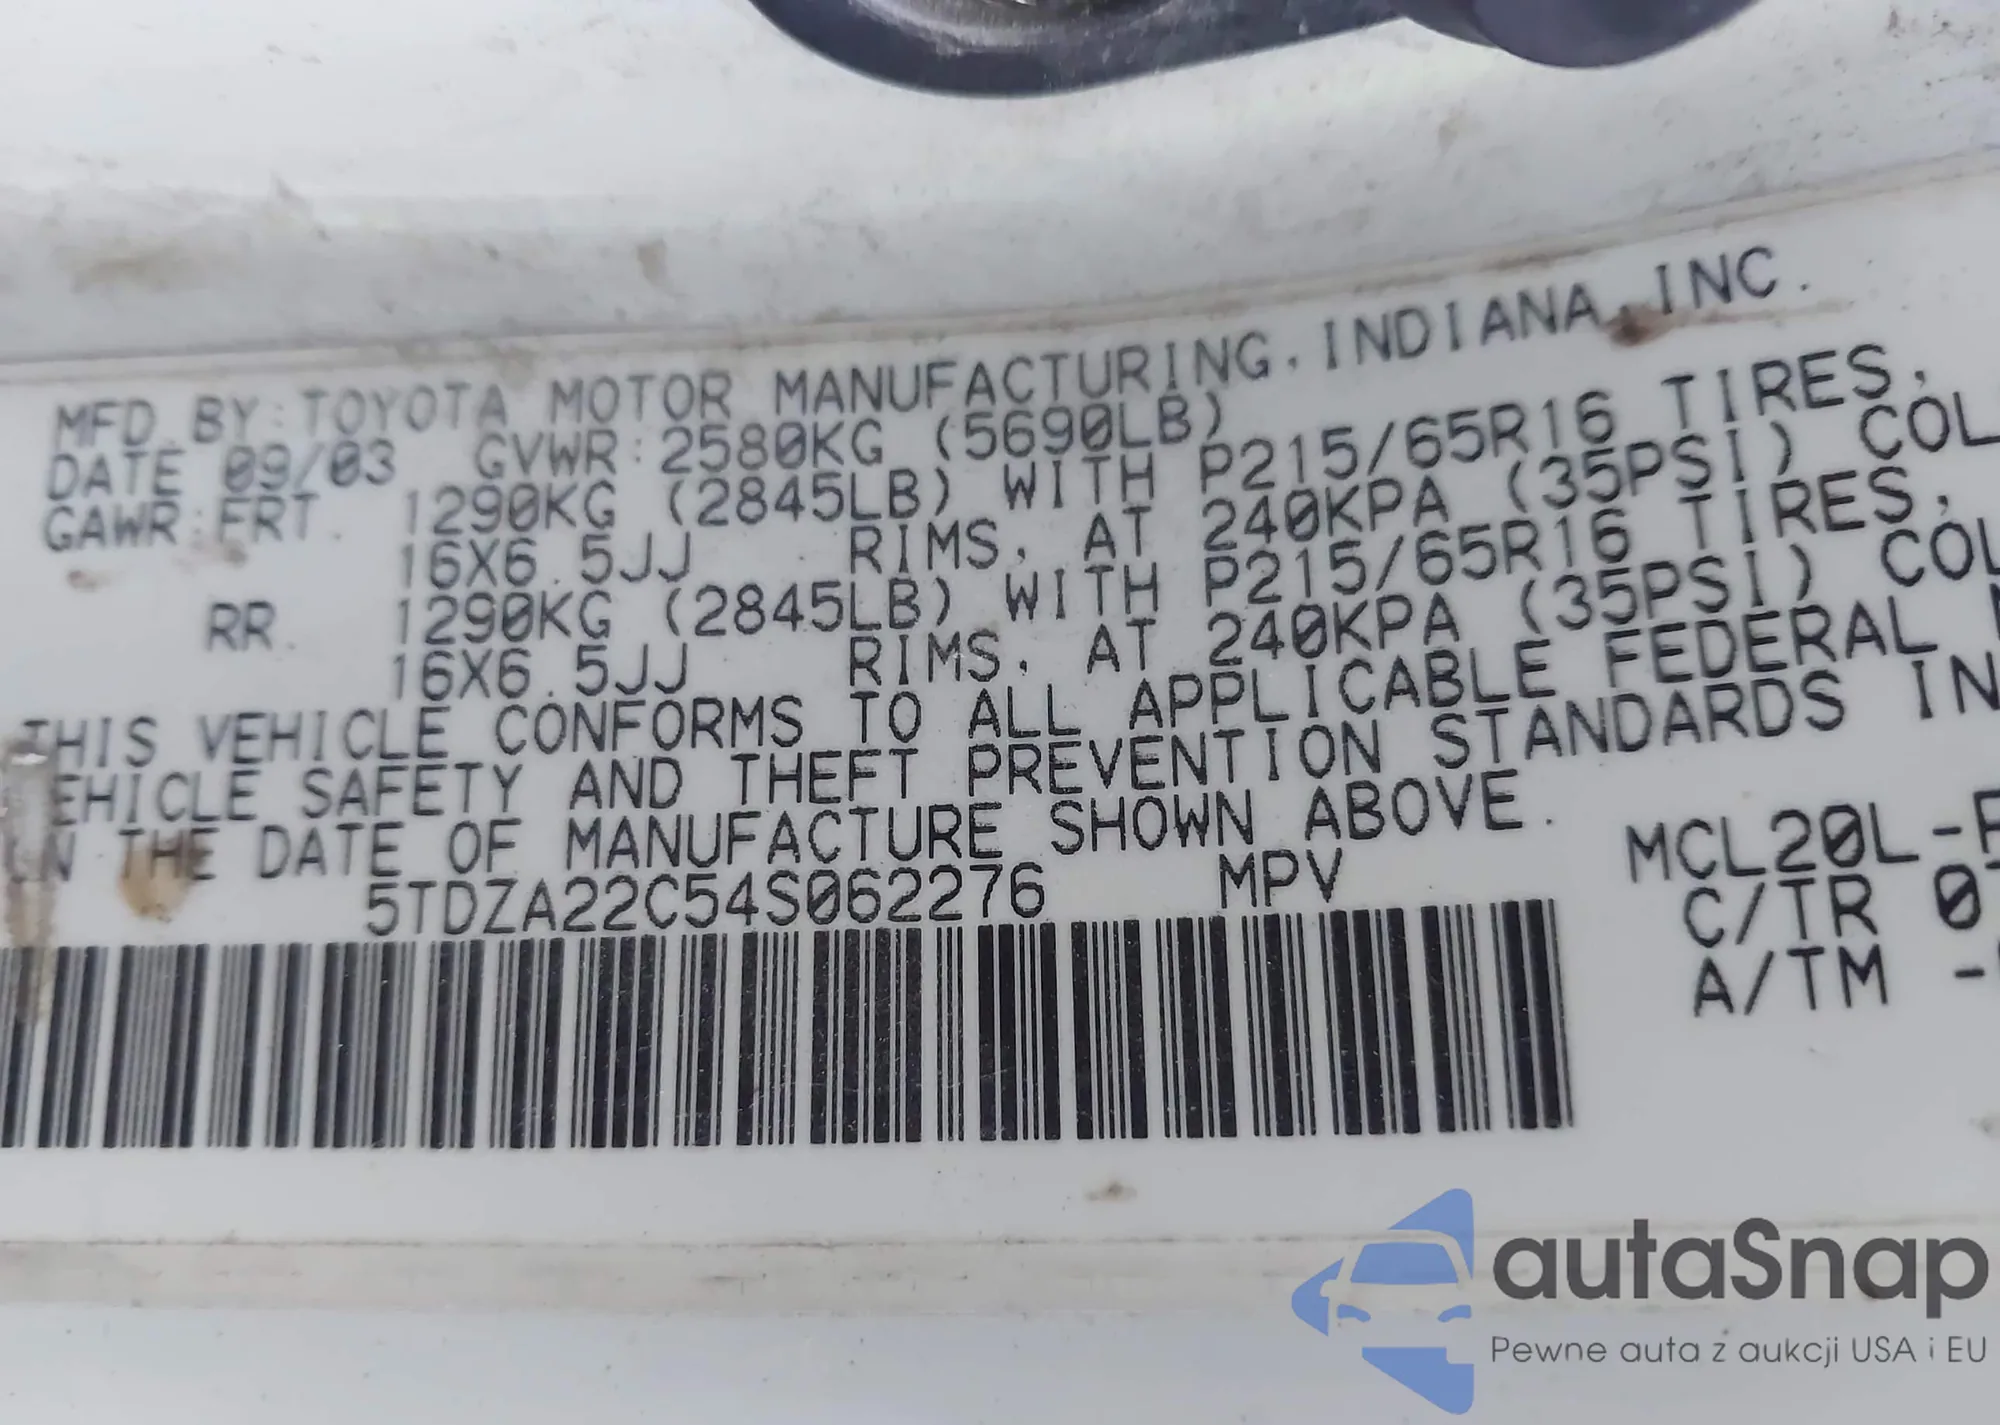 MFD. BY: TOYOTA MOTOR MANUFACTURING, INDIANA, INC.
DATE 09/03 GVWR: 2580KG (5690LB)
GAWR: FRT. 1290KG (2845LB) WITH P215/65R16 TIRES,
16X6.5JJ RIMS, AT 240KPA (35PSI) COL
RR. 1290KG (2845LB) WITH P215/65R16 TIRES,
16X6.5JJ RIMS, AT 240KPA (35PSI) COL
THIS VEHICLE CONFORMS TO ALL APPLICABLE FEDERAL
VEHICLE SAFETY AND THEFT PREVENTION STANDARDS IN
ON THE DATE OF MANUFACTURE SHOWN ABOVE.
5TDZA22C54S062276 MPV MCL20L-
C/TR 0
A/TM -
autaSnap
Pewne auta z aukcji USA i EU